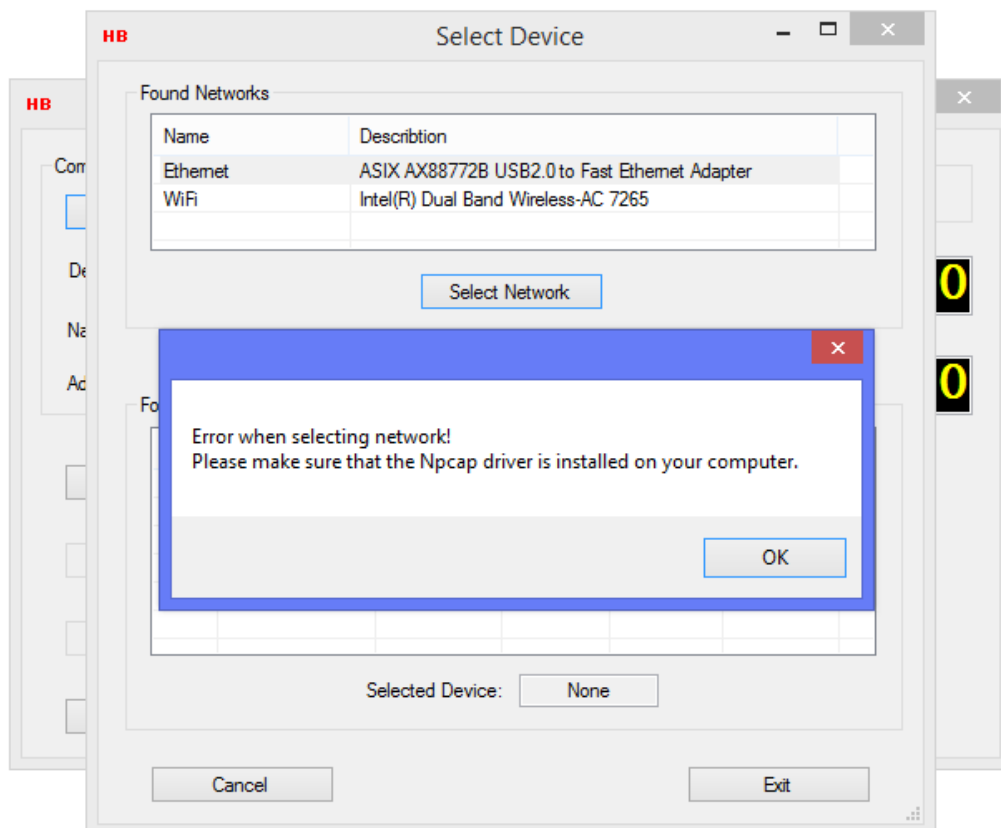 HB
Select Device
HB
Found Networks
Name Describtion
Ethernet ASIX AX88772B USB2.0 to Fast Ethernet Adapter
WiFi Intel(R) Dual Band Wireless-AC 7265
Select Network
Error when selecting network!
Please make sure that the Npcap driver is installed on your computer.
OK
Selected Device: None
Cancel Exit
Com
De
Na
Ad
Fo
0
0